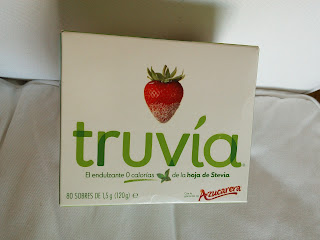 truvía
El endulzante 0 calorías de la hoja de Stevia
80 SOBRES DE 1,5 g (120g) e
Azucarera